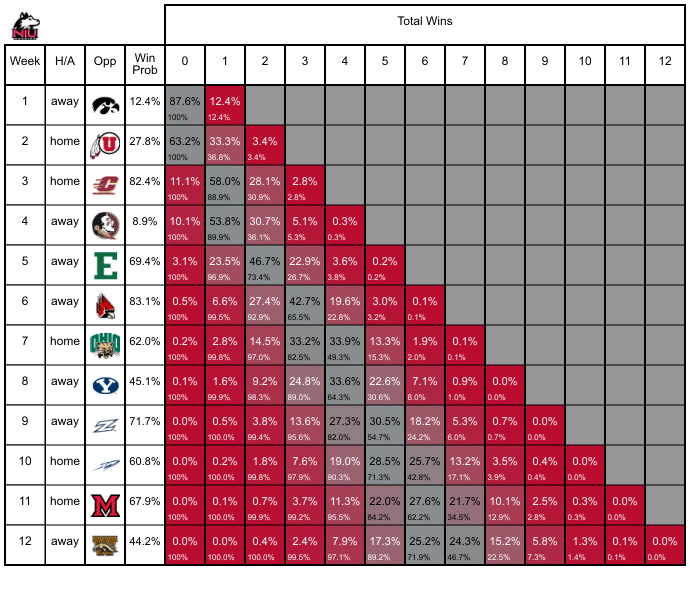 NIU
Total Wins
Week H/A Opp Win Prob 0 1 2 3 4 5 6 7 8 9 10 11 12
1 away 12.4% 87.6% 12.4%
100% 12.4%
2 home U 27.8% 63.2% 33.3% 3.4%
100% 36.8% 3.4%
3 home C 82.4% 11.1% 58.0% 28.1% 2.8%
100% 88.9% 30.9% 2.8%
4 away 8.9% 10.1% 53.8% 30.7% 5.1% 0.3%
100% 89.9% 36.1% 5.3% 0.3%
5 away E 69.4% 3.1% 23.5% 46.7% 22.9% 3.6% 0.2%
100% 96.9% 73.4% 26.7% 3.8% 0.2%
6 away 83.1% 0.5% 6.6% 27.4% 42.7% 19.6% 3.0% 0.1%
100% 99.5% 92.9% 65.5% 22.8% 3.2% 0.1%
7 home OHIO 62.0% 0.2% 2.8% 14.5% 33.2% 33.9% 13.3% 1.9% 0.1%
100% 99.8% 97.0% 82.5% 49.3% 15.3% 2.0% 0.1%
8 away Y 45.1% 0.1% 1.6% 9.2% 24.8% 33.6% 22.6% 7.1% 0.9% 0.0%
100% 99.9% 98.3% 89.0% 64.3% 30.6% 8.0% 1.0% 0.0%
9 away Z 71.7% 0.0% 0.5% 3.8% 13.6% 27.3% 30.5% 18.2% 5.3% 0.7% 0.0%
100% 100.0% 99.4% 95.6% 82.0% 54.7% 24.2% 6.0% 0.7% 0.0%
10 home 60.8% 0.0% 0.2% 1.8% 7.6% 19.0% 28.5% 25.7% 13.2% 3.5% 0.4% 0.0%
100% 100.0% 99.8% 97.9% 90.3% 71.3% 42.8% 17.1% 3.9% 0.4% 0.0%
11 home M 67.9% 0.0% 0.1% 0.7% 3.7% 11.3% 22.0% 27.6% 21.7% 10.1% 2.5% 0.3% 0.0%
100% 100.0% 99.9% 99.2% 95.5% 84.2% 62.2% 34.5% 12.9% 2.8% 0.3% 0.0%
12 away 44.2% 0.0% 0.0% 0.4% 2.4% 7.9% 17.3% 25.2% 24.3% 15.2% 5.8% 1.3% 0.1% 0.0%
100% 100.0% 100.0% 99.5% 97.1% 89.2% 71.9% 46.7% 22.5% 7.3% 1.4% 0.1% 0.0%